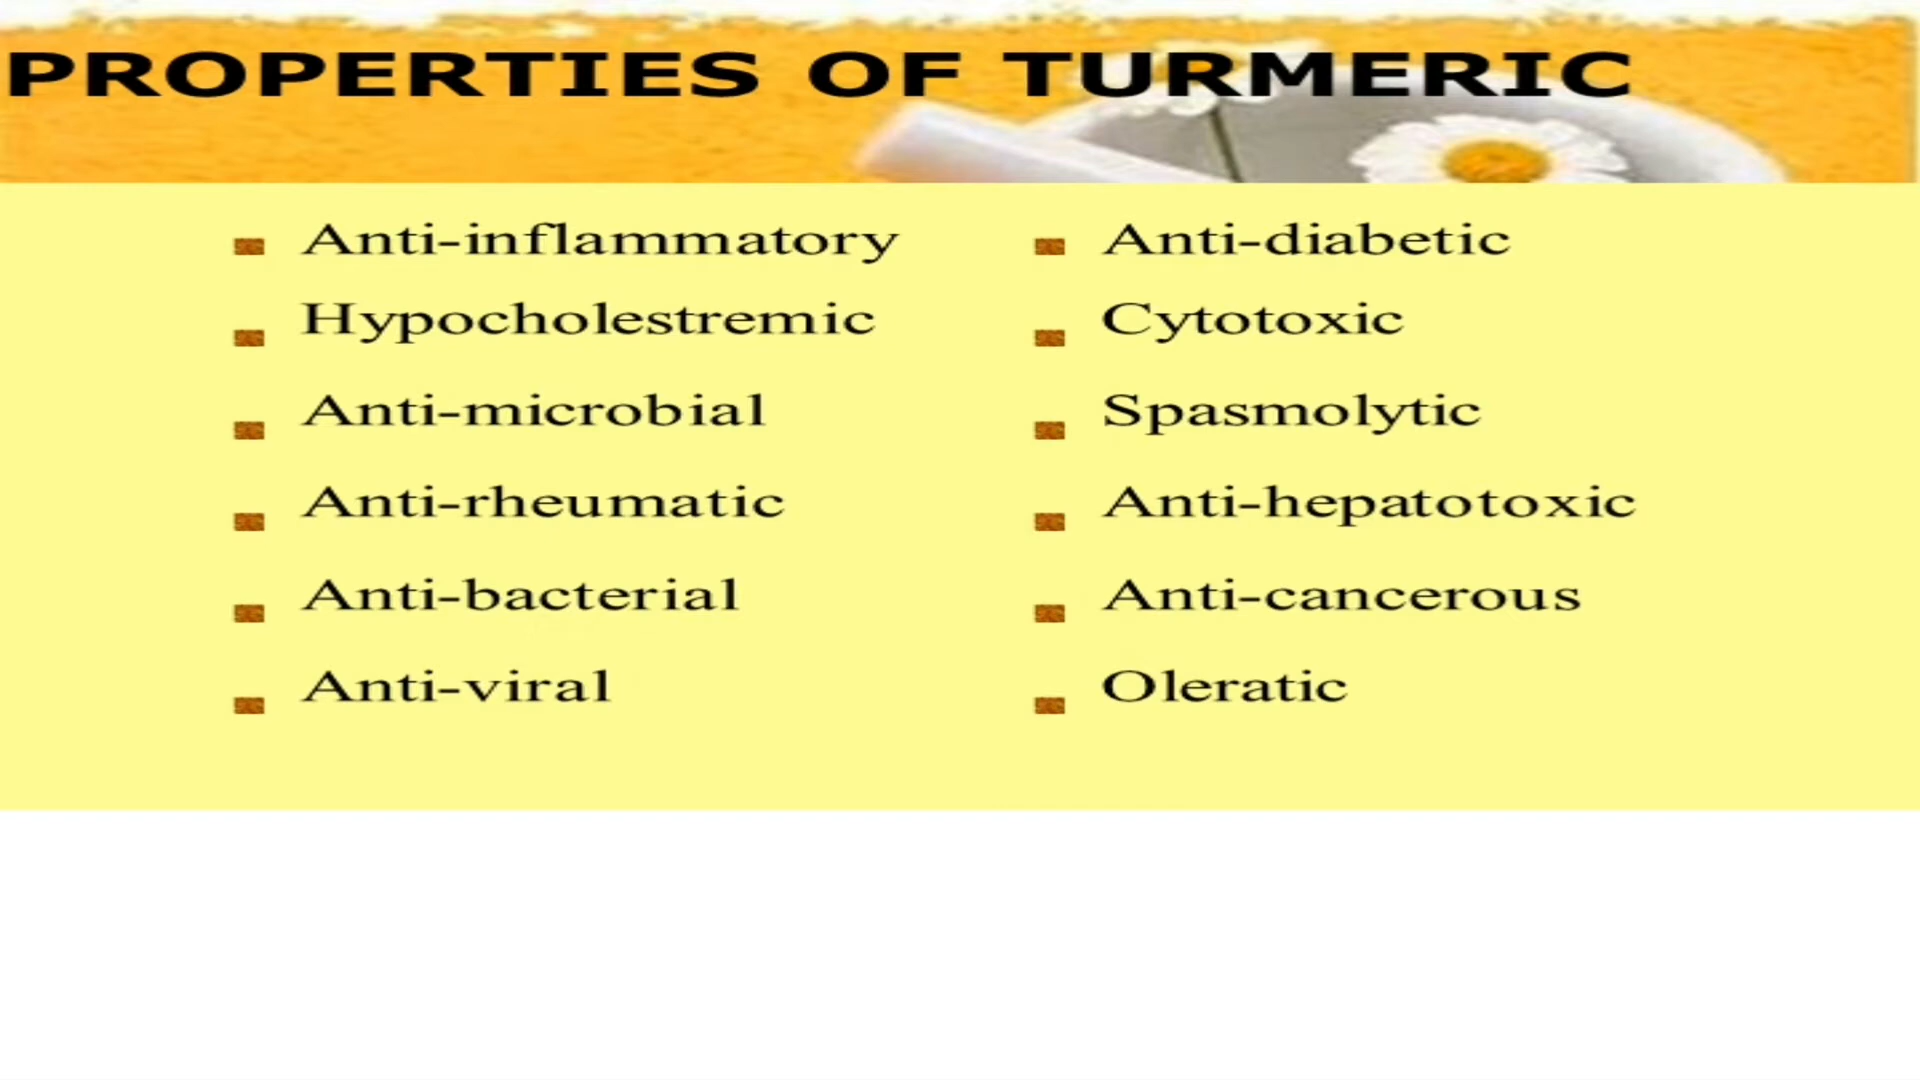 PROPERTIES OF TURMERIC
Anti-inflammatory
Hypocholestremic
Anti-microbial
Anti-rheumatic
Anti-bacterial
Anti-viral
Anti-diabetic
Cytotoxic
Spasmolytic
Anti-hepatotoxic
Anti-cancerous
Oleratic